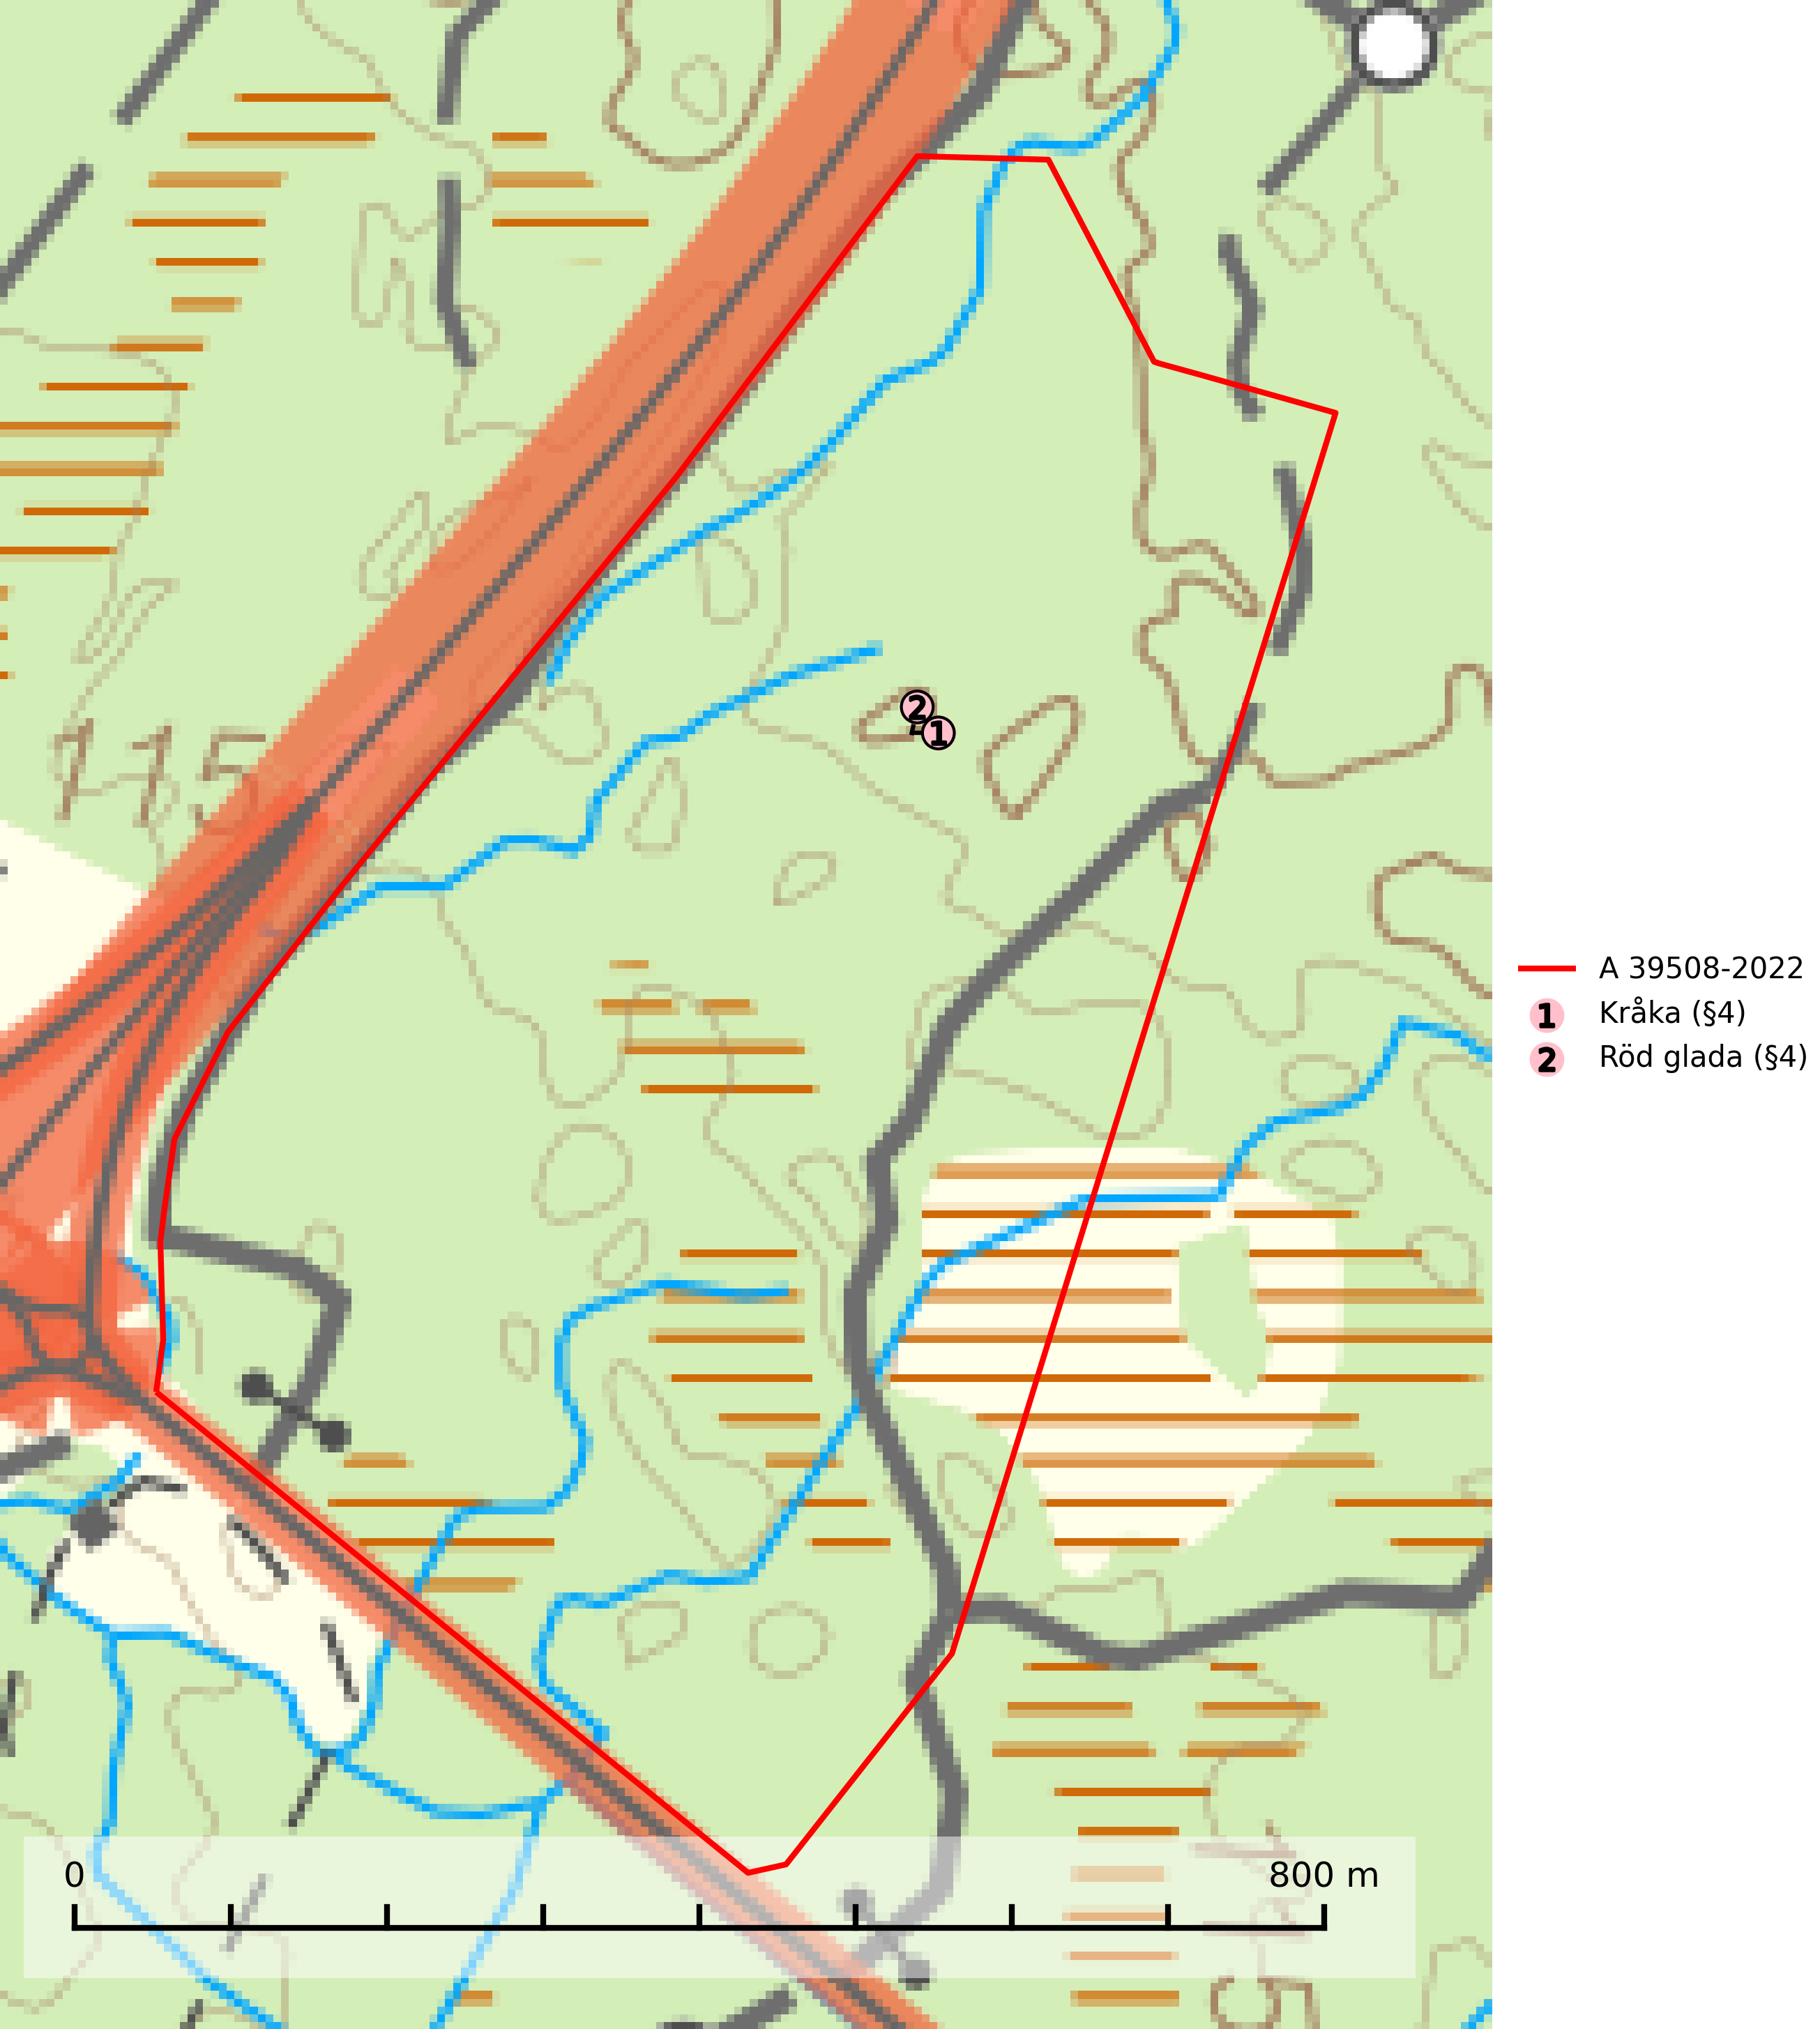 115
2
1
A 39508-2022
1 Kråka (§4)
2 Röd glada (§4)
0 800 m